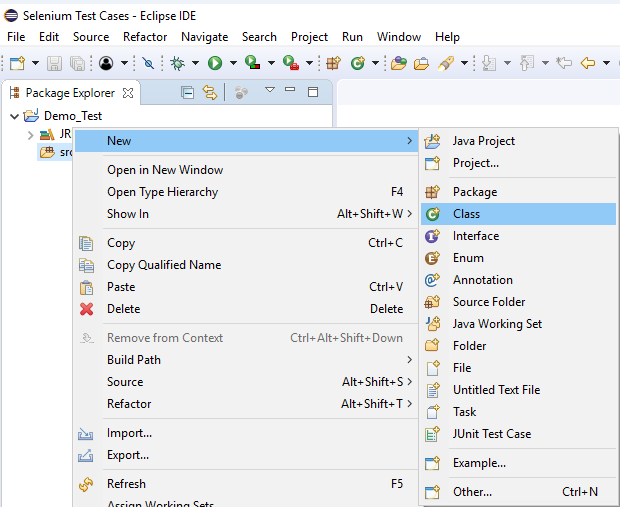 Selenium Test Cases - Eclipse IDE
File Edit Source Refactor Navigate Search Project Run Window Help
Package Explorer
Demo_Test
JR
src
New
Open in New Window
Open Type Hierarchy F4
Show In Alt+Shift+W
Copy Ctrl+C
Copy Qualified Name
Paste Ctrl+V
Delete Delete
Remove from Context Ctrl+Alt+Shift+Down
Build Path
Source Alt+Shift+S
Refactor Alt+Shift+T
Import...
Export...
Refresh F5
Assign Working Sets
Java Project
Project...
Package
Class
Interface
Enum
Annotation
Source Folder
Java Working Set
Folder
File
Untitled Text File
Task
JUnit Test Case
Example...
Other... Ctrl+N